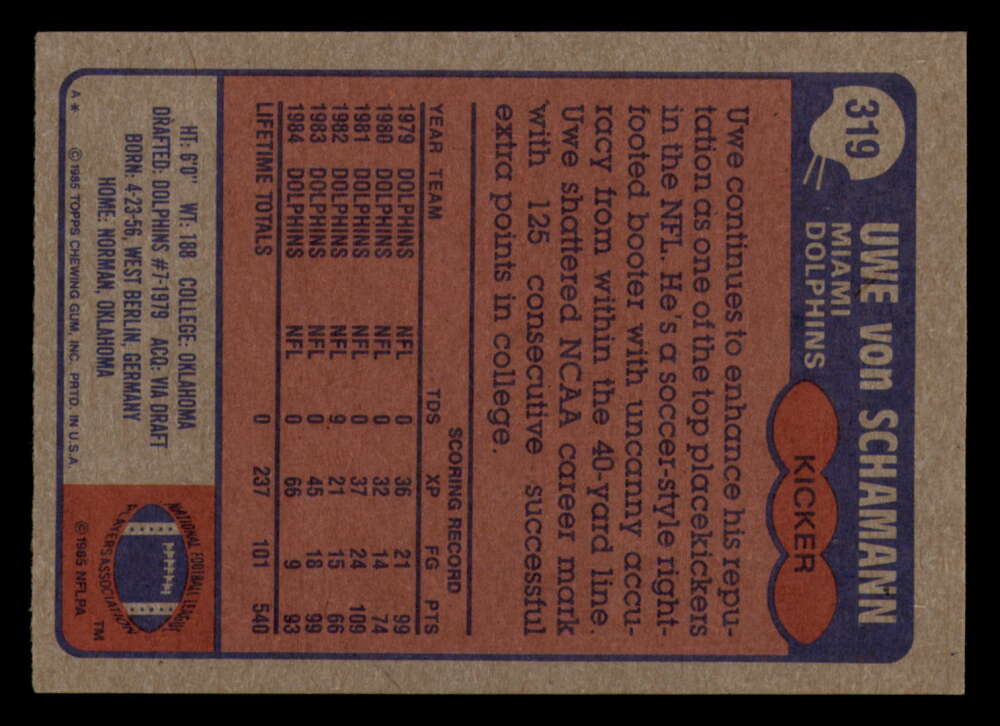 319
UWE von SCHAMANN
MIAMI
DOLPHINS
KICKER
Uwe continues to enhance his repu-
tation as one of the top placekickers
in the NFL. He's a soccer-style right-
footed booter with uncanny accu-
racy from within the 40-yard line.
Uwe shattered NCAA career mark
with 125 consecutive successful
extra points in college.
SCORING RECORD
YEAR TEAM TDS XP FG PTS
1979 DOLPHINS NFL 0 36 21 99
1980 DOLPHINS NFL 0 32 14 74
1981 DOLPHINS NFL 0 37 24 109
1982 DOLPHINS NFL 9 21 15 66
1983 DOLPHINS NFL 0 45 18 99
1984 DOLPHINS NFL 0 66 9 93
LIFETIME TOTALS 0 237 101 540
HT: 6'0" WT: 188 COLLEGE: OKLAHOMA
DRAFTED: DOLPHINS #7-1979 ACQ: VIA DRAFT
BORN: 4-23-56, WEST BERLIN, GERMANY
HOME: NORMAN, OKLAHOMA
A* © 1985 TOPPS CHEWING GUM, INC. PRTD. IN U.S.A.
NATIONAL FOOTBALL LEAGUE
PLAYERS ASSOCIATION
TM
© 1985 NFLPA